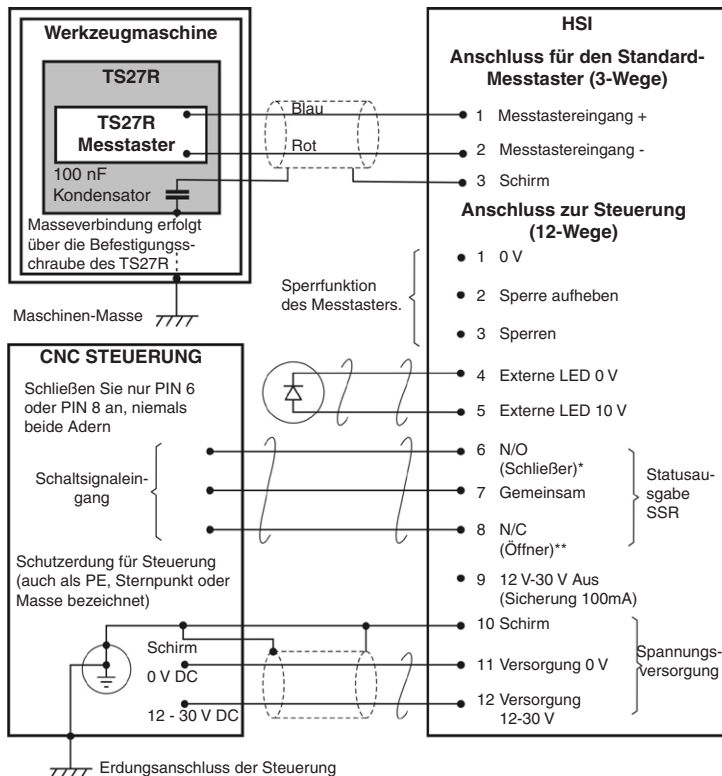 Werkzeugmaschine
TS27R
TS27R
Messtaster
100 nF
Kondensator
Masseverbindung erfolgt
über die Befestigungss-
schraube des TS27R
Maschinen-Masse
Blau
Rot
HSI
Anschluss für den Standard-
Messtaster (3-Wege)
1 Messtastereingang +
2 Messtastereingang -
3 Schirm
Anschluss zur Steuerung
(12-Wege)
Sperrfunktion
des Messtasters.
1 0 V
2 Sperre aufheben
3 Sperren
4 Externe LED 0 V
5 Externe LED 10 V
6 N/O
(Schließer)*
7 Gemeinsam
8 N/C
(Öffner)**
Statusau-
sgabe
SSR
9 12 V-30 V Aus
(Sicherung 100mA)
10 Schirm
11 Versorgung 0 V
12 Versorgung
12-30 V
Spannungs-
versorgung
CNC STEUERUNG
Schließen Sie nur PIN 6
oder PIN 8 an, niemals
beide Adern
Schaltsignalein-
gang
Schutzerdung für Steuerung
(auch als PE, Sternpunkt oder
Masse bezeichnet)
Schirm
0 V DC
12 - 30 V DC
Erdungsanschluss der Steuerung